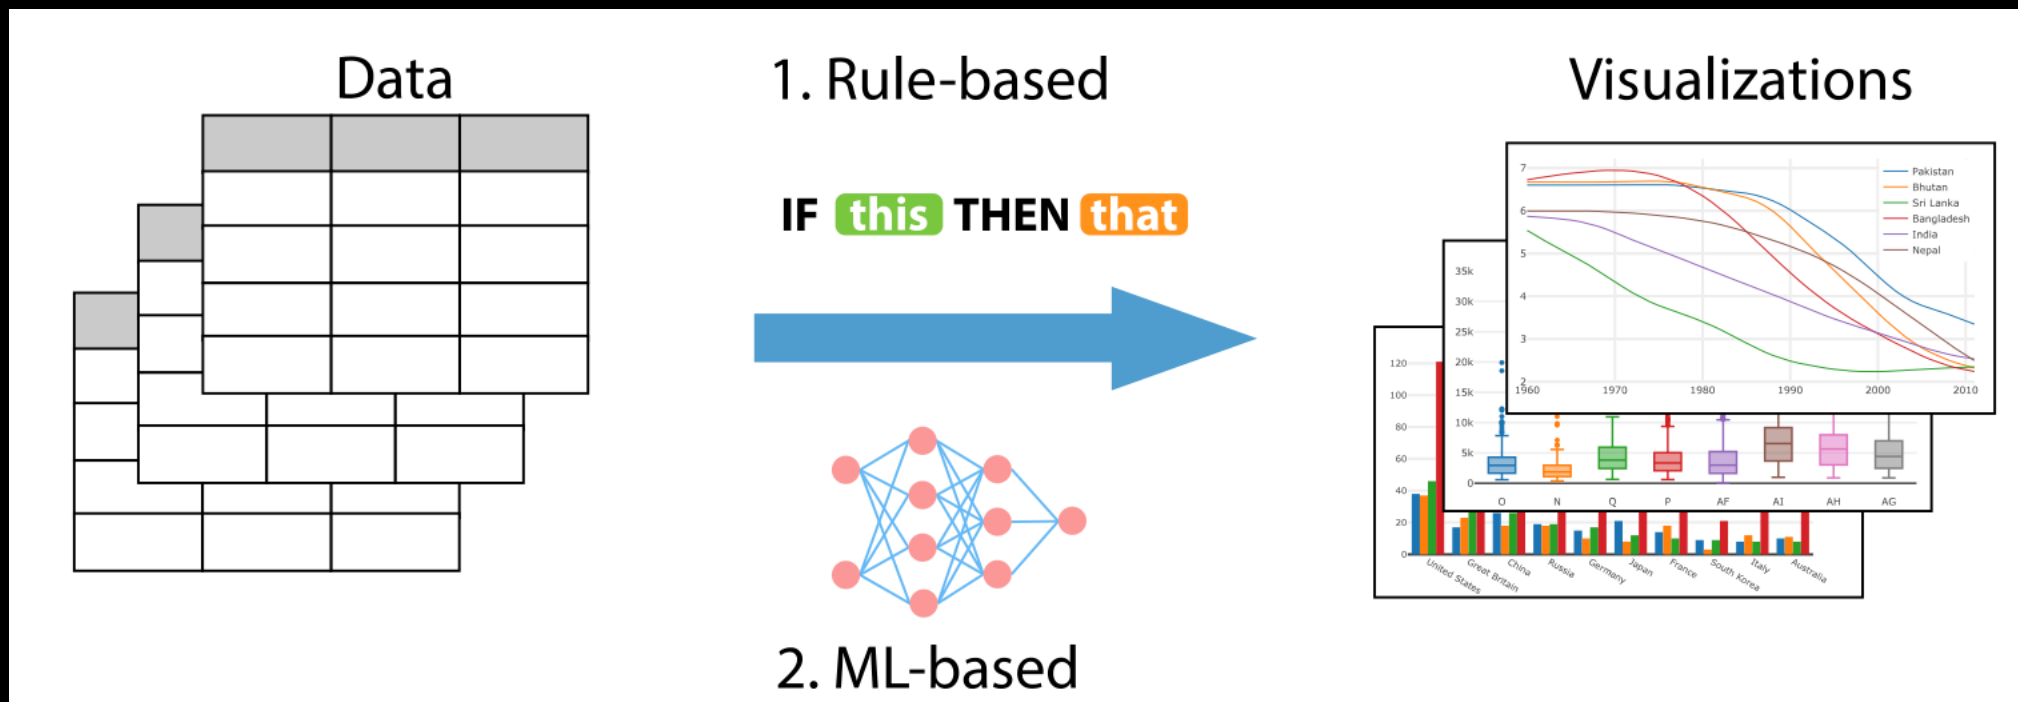 Data
1. Rule-based
IF this THEN that
2. ML-based
Visualizations
7
6
5
4
3
2
1960 1970 1980 1990 2000 2010
Pakistan
Bhutan
Sri Lanka
Bangladesh
India
Nepal
35k
30k
25k
20k
15k
10k
5k
0
O N Q P AF AI AH AG
120
100
80
60
40
20
0
United States Great Britain China Russia Germany Japan France South Korea Italy Australia